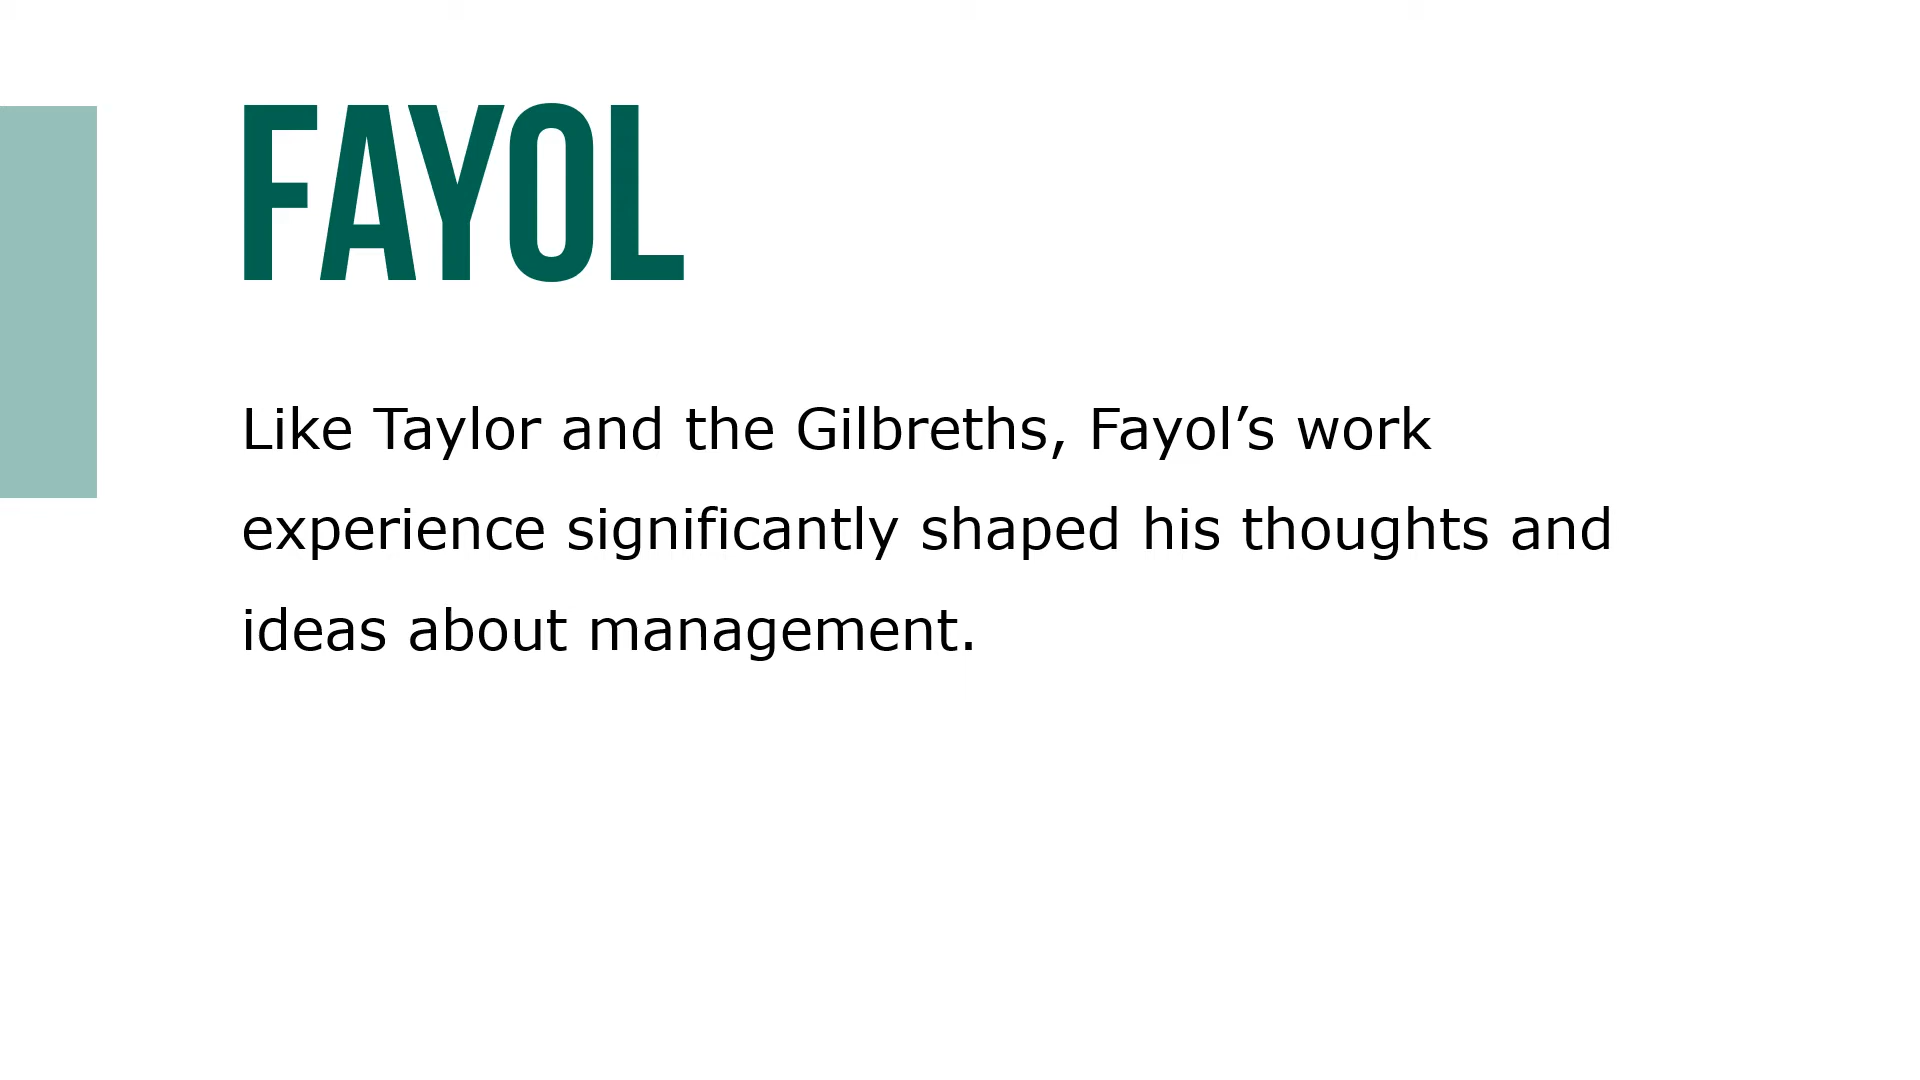 FAYOL
Like Taylor and the Gilbreths, Fayol’s work
experience significantly shaped his thoughts and
ideas about management.